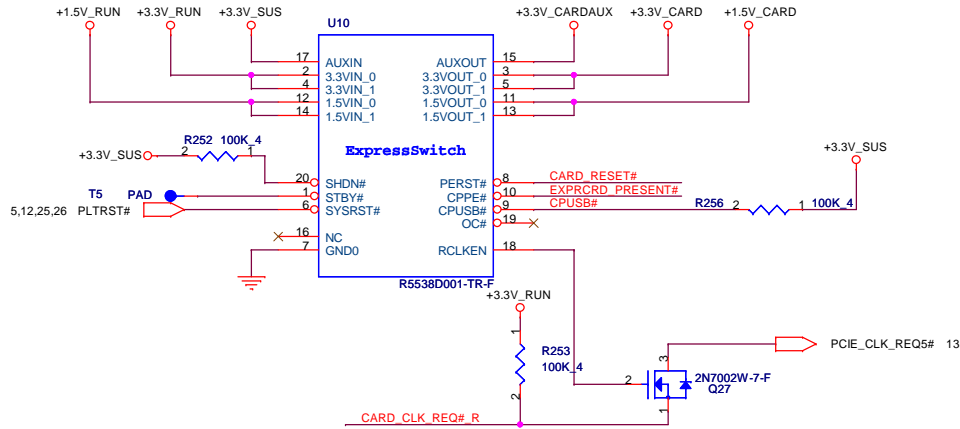 +1.5V_RUN +3.3V_RUN +3.3V_SUS +3.3V_CARDAUX +3.3V_CARD +1.5V_CARD
U10
17 AUXIN AUXOUT 15
2 3.3VIN_0 3.3VOUT_0 3
4 3.3VIN_1 3.3VOUT_1 5
12 1.5VIN_0 1.5VOUT_0 11
14 1.5VIN_1 1.5VOUT_1 13
R252 100K_4
ExpressSwitch
+3.3V_SUS 2 1
+3.3V_SUS
20 SHDN# PERST# 8 CARD_RESET#
T5 PAD 1 STBY# CPPE# 10 EXPRCRD_PRESENT#
5,12,25,26 PLTRST# 6 SYSRST# CPUSB# 9 CPUSB# R256 2 1 100K_4
OC# 19
16 NC
7 GND0 RCLKEN 18
R5538D001-TR-F
+3.3V_RUN
1
R253
100K_4
2
PCIE_CLK_REQ5# 13
3
2 2N7002W-7-F
Q27
1
CARD_CLK_REQ#_R